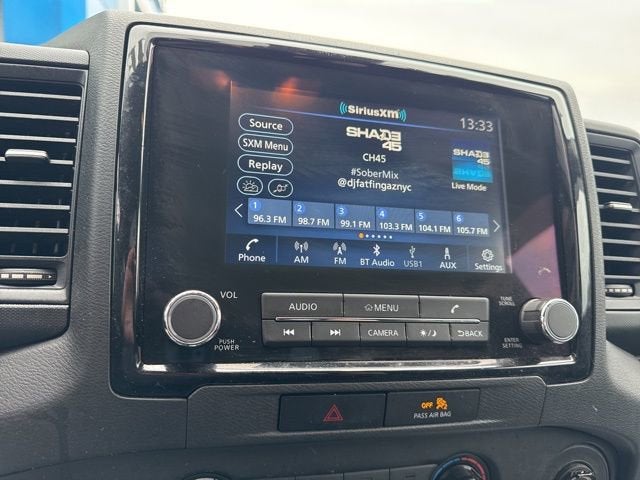 SiriusXM
13:33
Source
SXM Menu
Replay
SHADE 45
CH45
#SoberMix
@djfatfingaznyc
SHADE 45
SHADE
Live Mode
1 2 3 4 5 6
96.3 FM 98.7 FM 99.1 FM 103.3 FM 104.1 FM 105.7 FM
Phone AM FM BT Audio USB1 AUX Settings
VOL
PUSH
POWER
AUDIO MENU
CAMERA BACK
TUNE
SCROLL
ENTER
SETTING
OFF
PASS AIR BAG